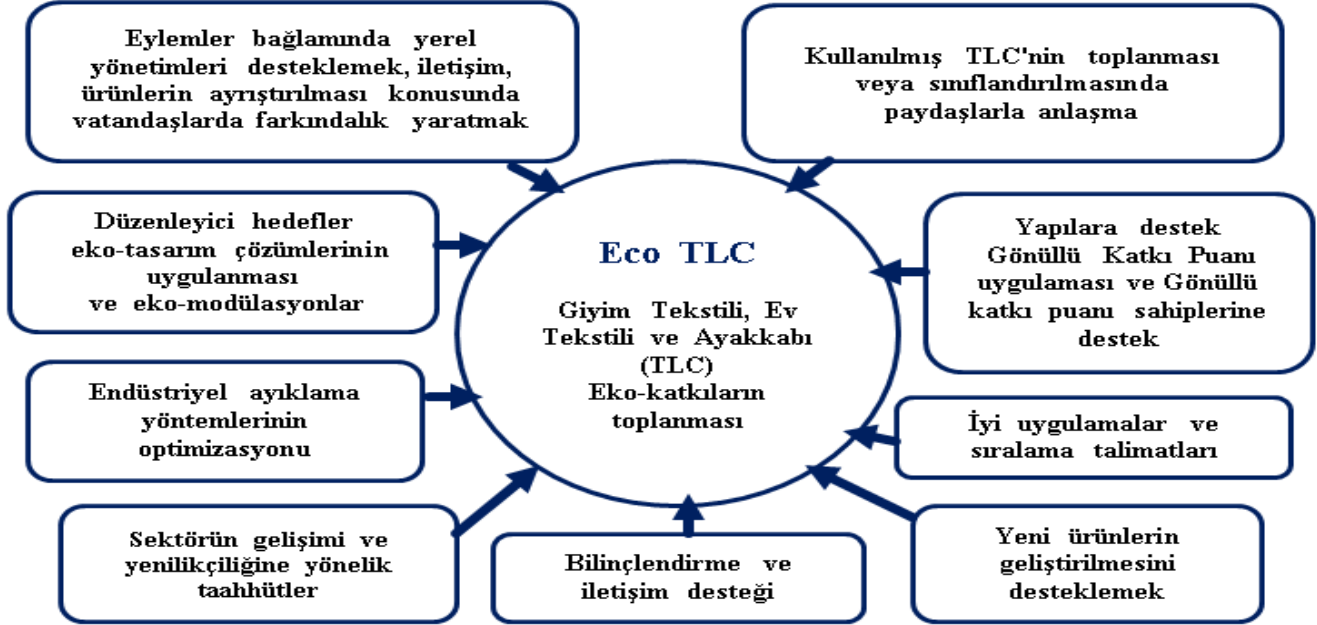 Eylemler bağlamında yerel
yönetimleri desteklemek, iletişim,
ürünlerin ayrıştırılması konusunda
vatandaşlarda farkındalık yaratmak
Kullanılmış TLC'nin toplanması
veya sınıflandırılmasında
paydaşlarla anlaşma
Düzenleyici hedefler
eko-tasarım çözümlerinin
uygulanması
ve eko-modülasyonlar
Eco TLC
Giyim Tekstili, Ev
Tekstili ve Ayakkabı
(TLC)
Eko-katkıların
toplanması
Yapılara destek
Gönüllü Katkı Puanı
uygulaması ve Gönüllü
katkı puanı sahiplerine
destek
Endüstriyel ayıklama
yöntemlerinin
optimizasyonu
İyi uygulamalar ve
sıralama talimatları
Sektörün gelişimi ve
yenilikçiliğine yönelik
taahhütler
Bilinçlendirme ve
iletişim desteği
Yeni ürünlerin
geliştirilmesini
desteklemek